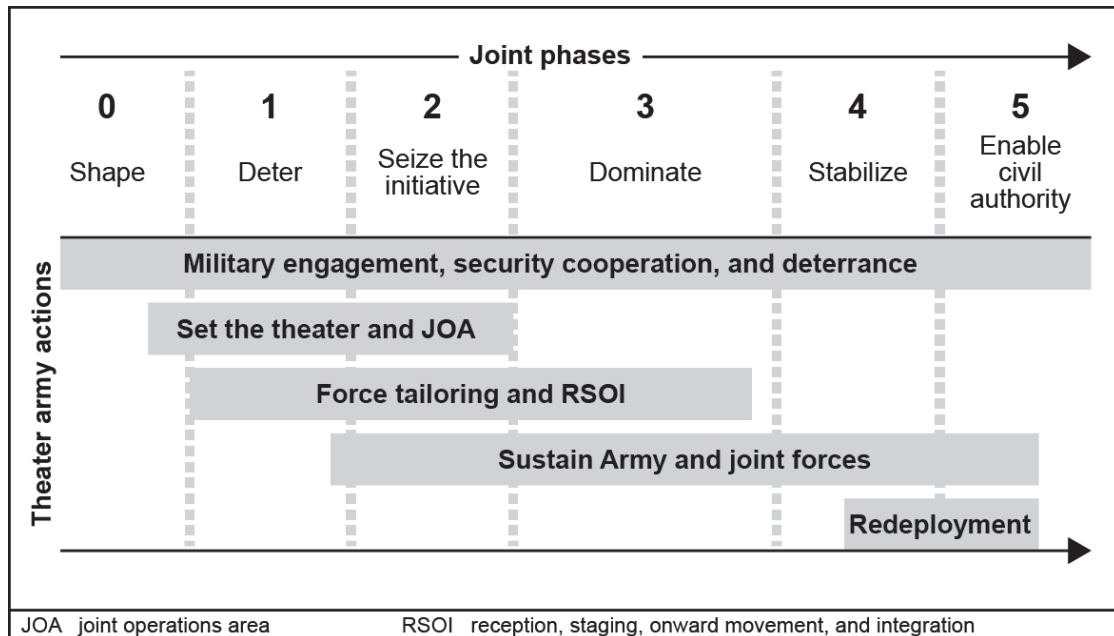 Joint phases
0
1
2
3
4
5
Shape
Deter
Seize the
initiative
Dominate
Stabilize
Enable
civil
authority
Theater army actions
Military engagement, security cooperation, and deterrance
Set the theater and JOA
Force tailoring and RSOI
Sustain Army and joint forces
Redeployment
JOA joint operations area
RSOI reception, staging, onward movement, and integration